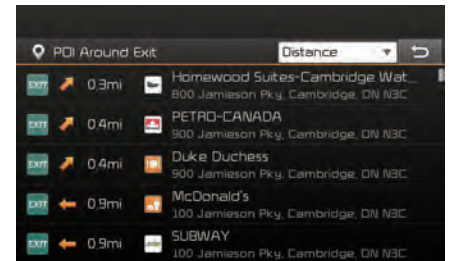 POI Around Exit
Distance
EXIT 0.3mi Homewood Suites-Cambridge Wat...
800 Jamieson Pky, Cambridge, ON N3C
EXIT 0.4mi PETRO-CANADA
900 Jamieson Pky, Cambridge, ON N3C
EXIT 0.4mi Duke Duchess
900 Jamieson Pky, Cambridge, ON N3C
EXIT 0.9mi McDonald's
100 Jamieson Pky, Cambridge, ON N3C
EXIT 0.9mi SUBWAY
100 Jamieson Pky, Cambridge, ON N3C